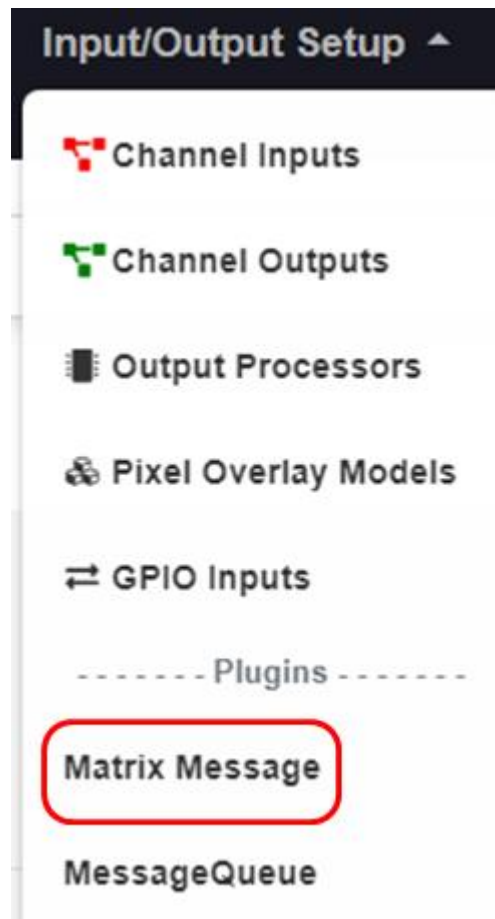 Input/Output Setup
Channel Inputs
Channel Outputs
Output Processors
Pixel Overlay Models
GPIO Inputs
------- Plugins -------
Matrix Message
MessageQueue